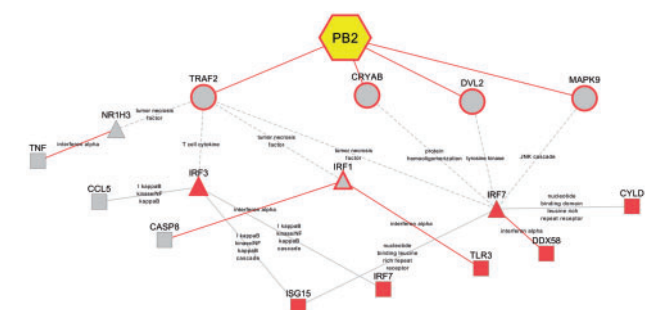 PB2
TRAF2
CRYAB
DVL2
MAPK9
NR1H3
tumor necrosis
factor
TNF
interferon alpha
T cell cytokine
tumor necrosis
factor
tumor necrosis
factor
protein
homooligomerization
tyrosine kinase
JNK cascade
IRF3
IRF1
IRF7
CCL5
I kappaB
kinase/NF
kappaB
nucleotide
binding domain
leucine rich
repeat receptor
CYLD
CASP8
interferon alpha
interferon alpha
interferon alpha
DDX58
I kappaB
kinase/NF
kappaB
cascade
I kappaB
kinase/NF
kappaB
cascade
nucleotide
binding leucine
rich repeat
receptor
TLR3
ISG15
IRF7